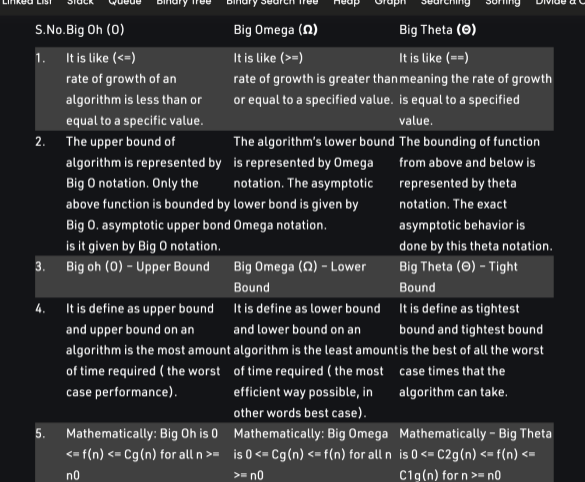 Linked List Stack Queue Binary Tree Binary Search Tree Heap Graph Searching Sorting Divide & C
S.No. Big Oh (O) Big Omega (Ω) Big Theta (Θ)
1. It is like (<=) It is like (>=) It is like (==)
rate of growth of an rate of growth is greater than meaning the rate of growth
algorithm is less than or or equal to a specified value. is equal to a specified
equal to a specific value. value.
2. The upper bound of The algorithm's lower bound The bounding of function
algorithm is represented by is represented by Omega from above and below is
Big O notation. Only the notation. The asymptotic represented by theta
above function is bounded by lower bond is given by notation. The exact
Big O. asymptotic upper bond Omega notation. asymptotic behavior is
is it given by Big O notation. done by this theta notation.
3. Big oh (O) – Upper Bound Big Omega (Ω) – Lower Big Theta (Θ) – Tight
Bound Bound
4. It is define as upper bound It is define as lower bound It is define as tightest
and upper bound on an and lower bound on an bound and tightest bound
algorithm is the most amount algorithm is the least amount is the best of all the worst
of time required ( the worst of time required ( the most case times that the
case performance). efficient way possible, in algorithm can take.
other words best case).
5. Mathematically: Big Oh is 0 Mathematically: Big Omega Mathematically – Big Theta
<= f(n) <= Cg(n) for all n >= is 0 <= Cg(n) <= f(n) for all n is 0 <= C2g(n) <= f(n) <=
n0 >= n0 C1g(n) for n >= n0